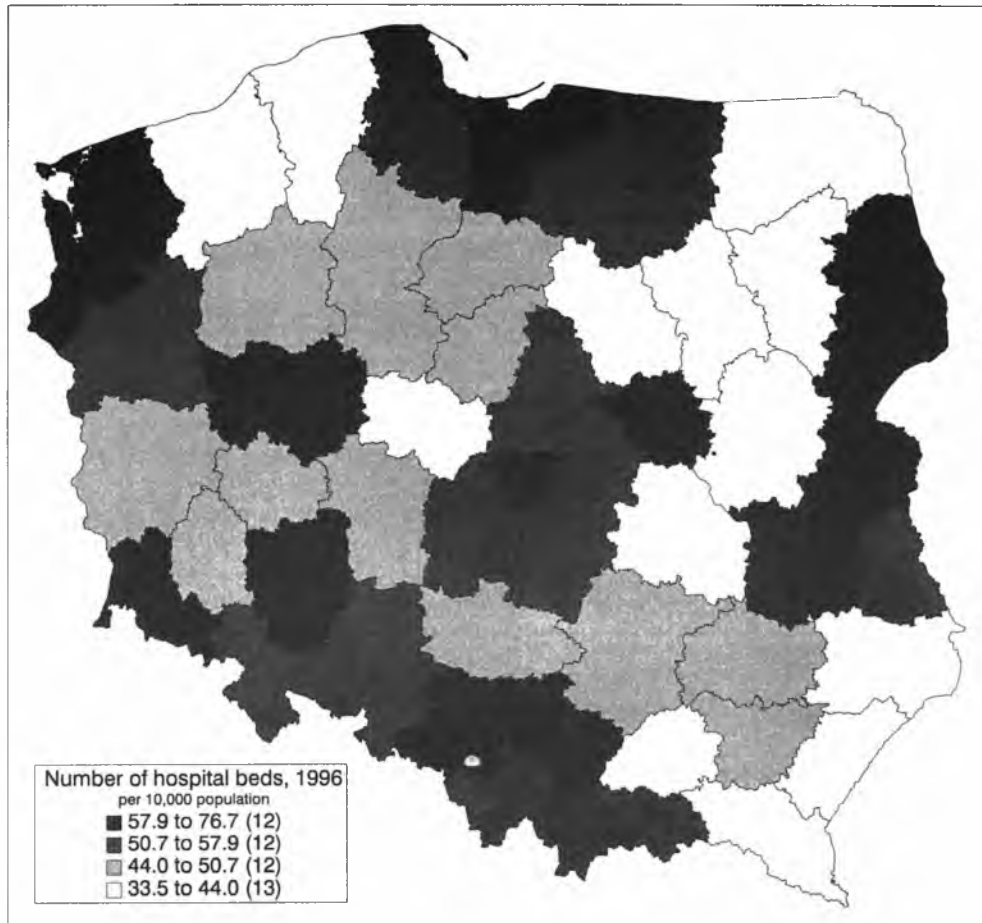 Number of hospital beds, 1996
per 10,000 population
57.9 to 76.7 (12)
50.7 to 57.9 (12)
44.0 to 50.7 (12)
33.5 to 44.0 (13)